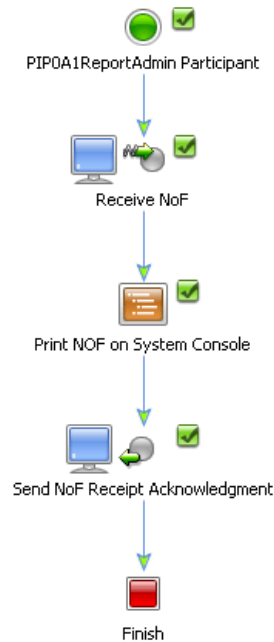 PIP0A1ReportAdmin Participant
Receive NoF
Print NOF on System Console
Send NoF Receipt Acknowledgment
Finish